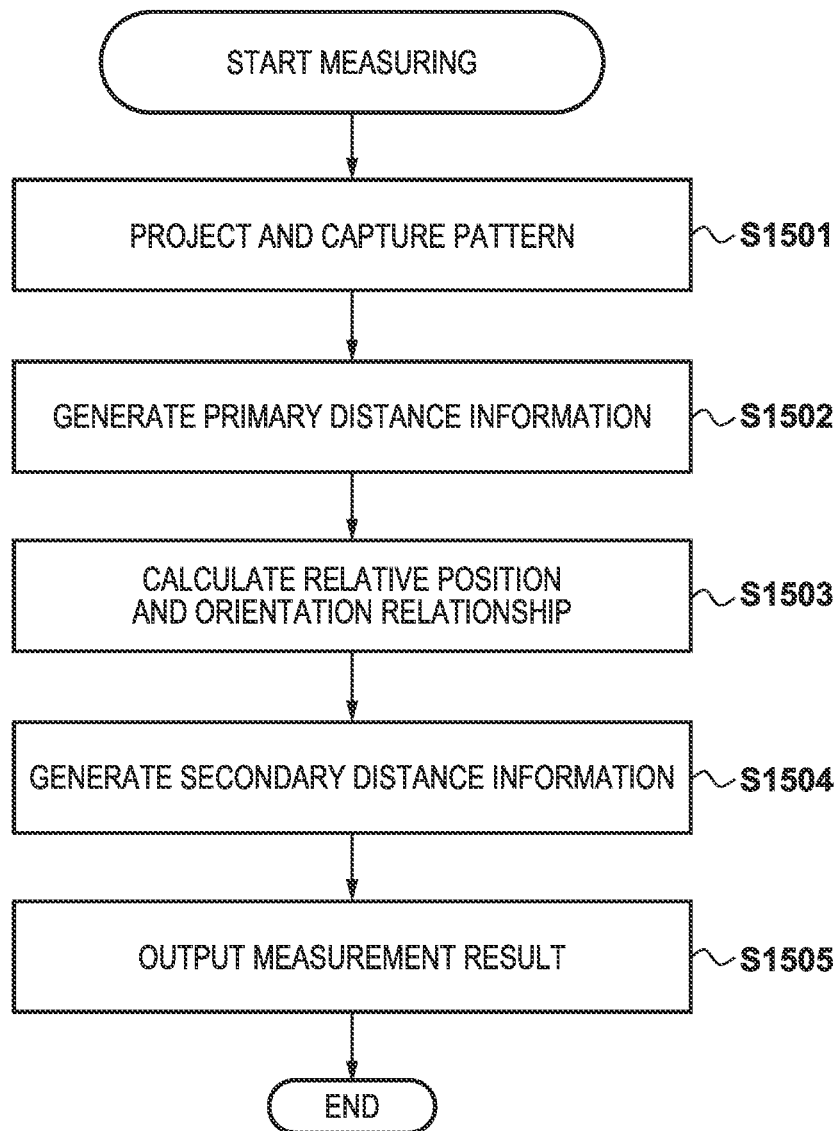 START MEASURING
PROJECT AND CAPTURE PATTERN
S1501
GENERATE PRIMARY DISTANCE INFORMATION
S1502
CALCULATE RELATIVE POSITION
AND ORIENTATION RELATIONSHIP
S1503
GENERATE SECONDARY DISTANCE INFORMATION
S1504
OUTPUT MEASUREMENT RESULT
S1505
END